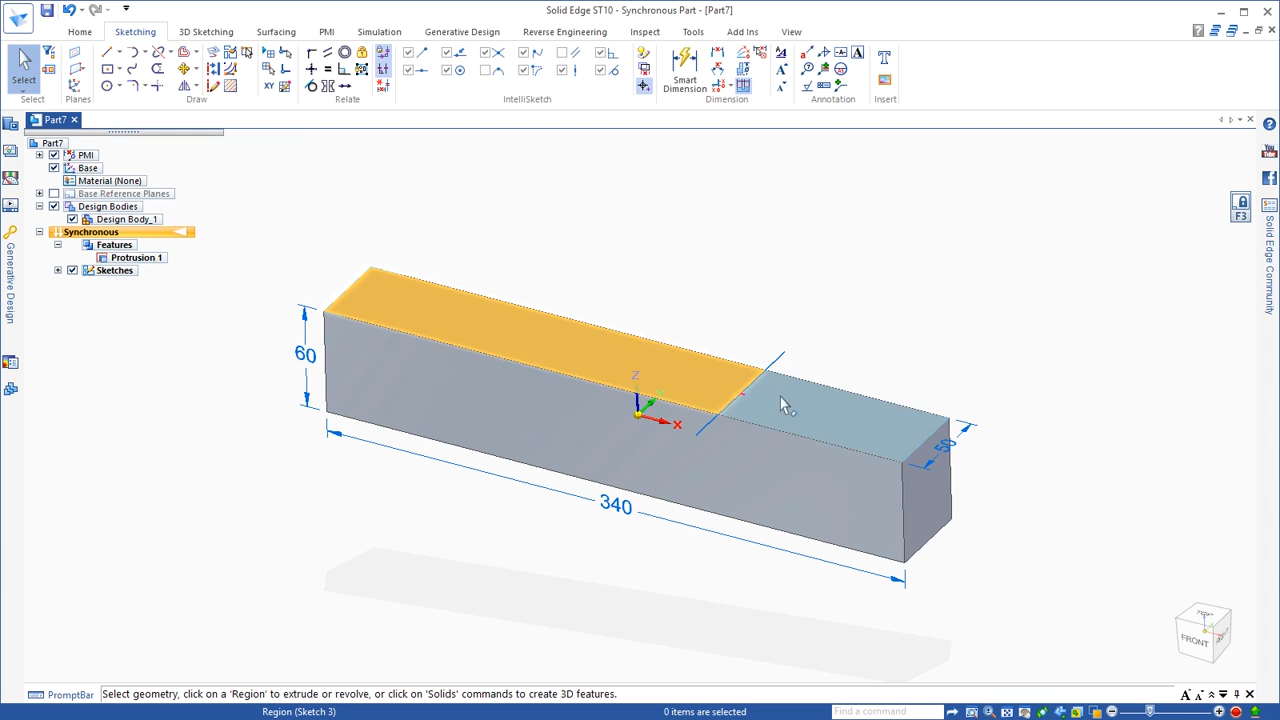 Solid Edge ST10 - Synchronous Part - [Part7]
Home Sketching 3D Sketching Surfacing PMI Simulation Generative Design Reverse Engineering Inspect Tools Add Ins View
Select
Smart Dimension
Select Planes Draw Relate IntelliSketch Dimension Annotation Insert
Part7
Part7
PMI
Base
Material (None)
Base Reference Planes
Design Bodies
Design Body_1
Synchronous
Features
Protrusion 1
Sketches
Generative Design
F3
You Tube
Solid Edge Community
60
340
50
Z
X
TOP
FRONT
PromptBar Select geometry, click on a 'Region' to extrude or revolve, or click on 'Solids' commands to create 3D features.
Region (Sketch 3) 0 items are selected Find a command